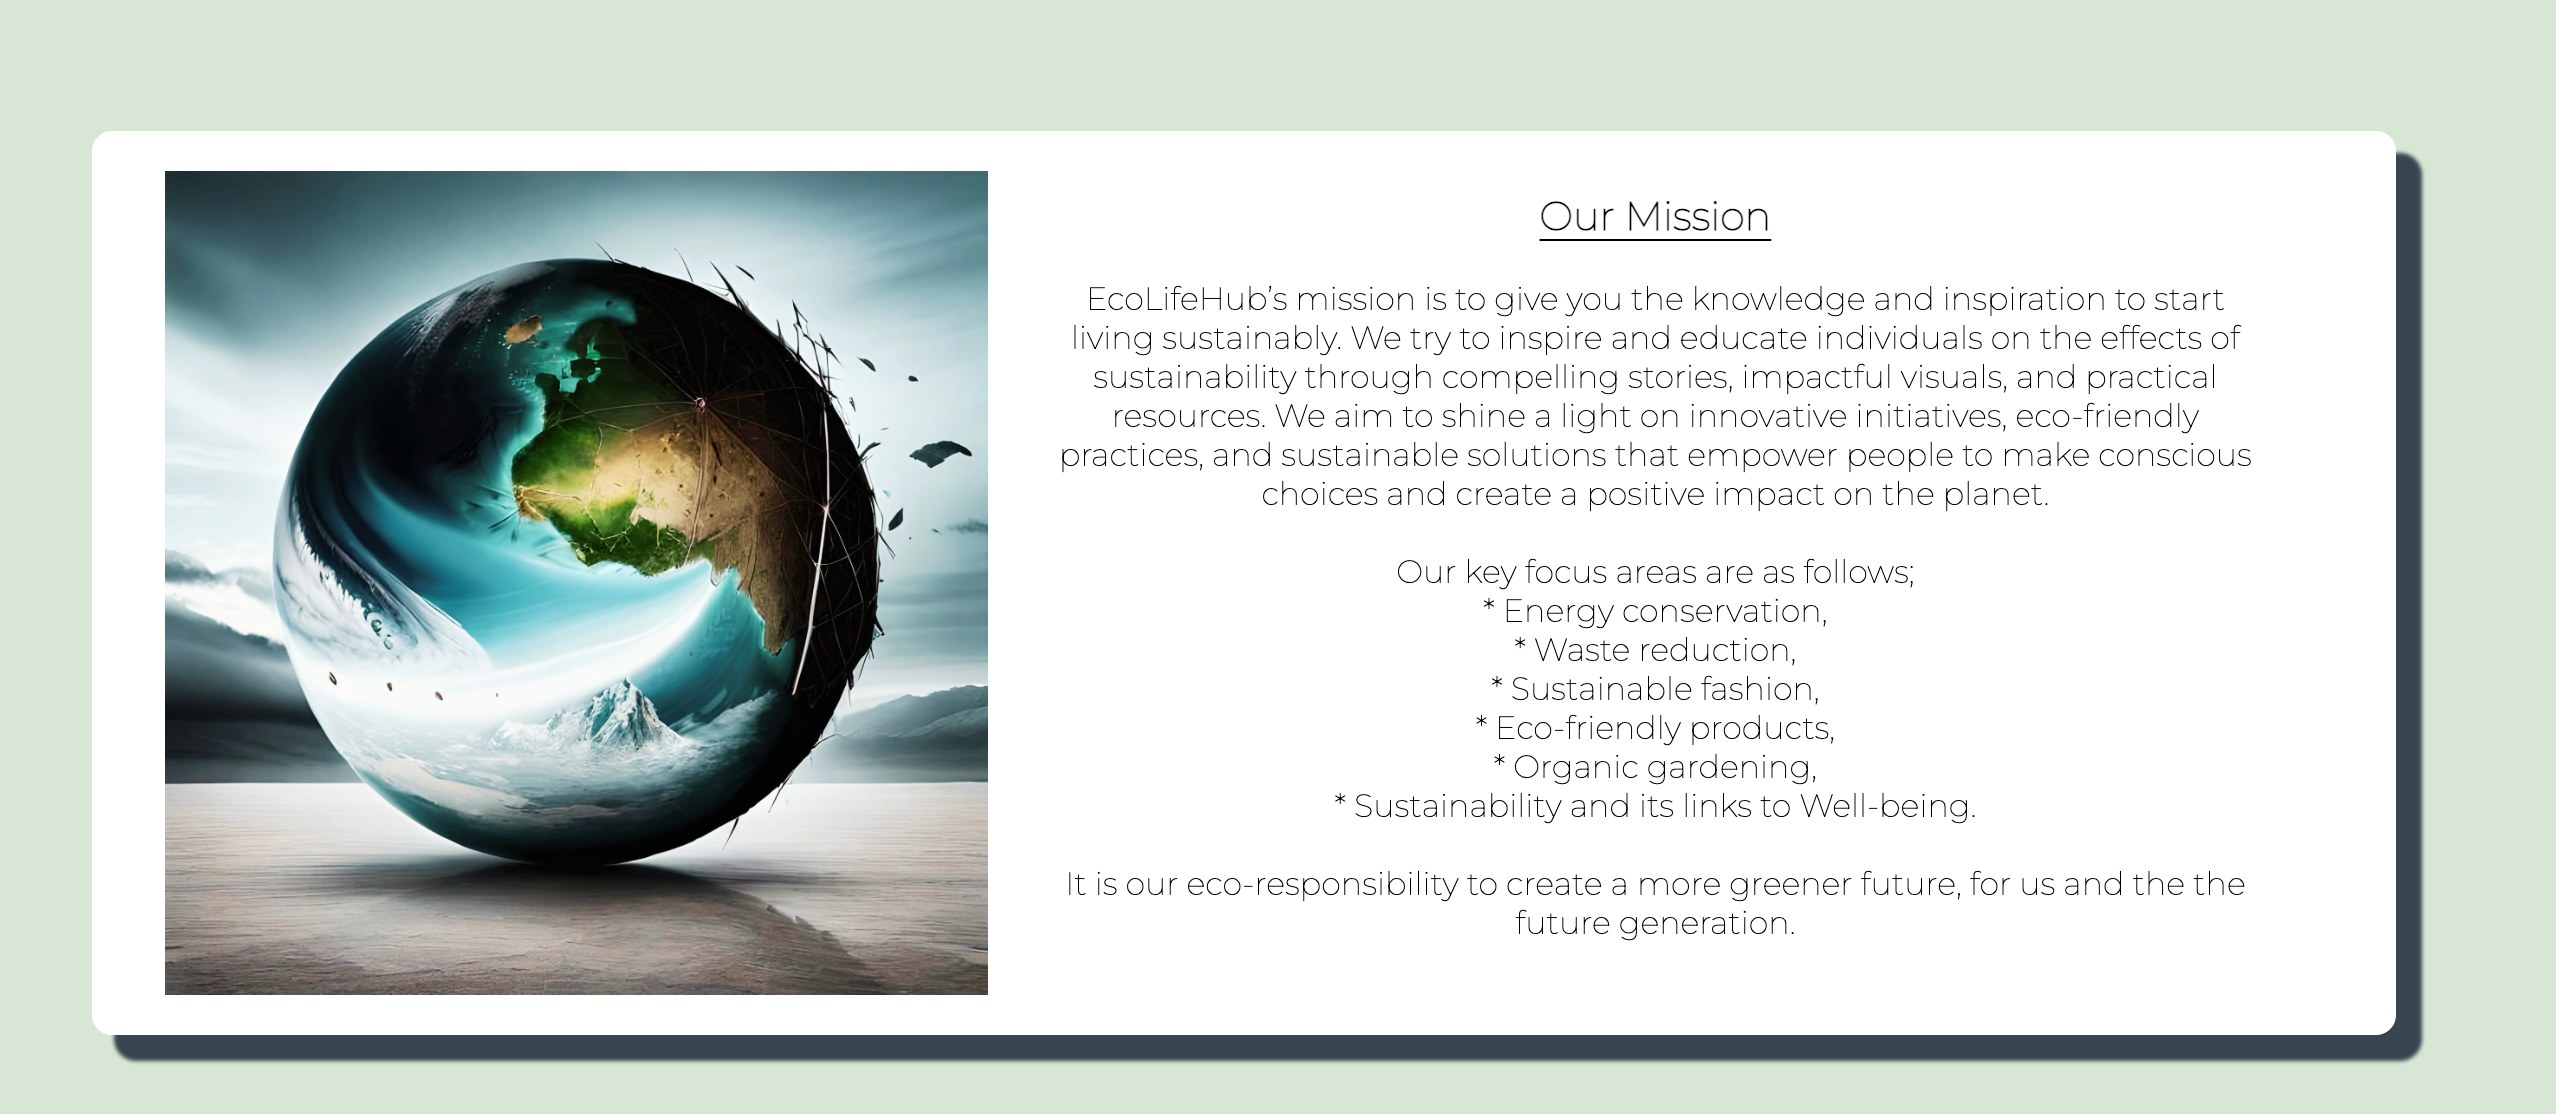 Our Mission
EcoLifeHub’s mission is to give you the knowledge and inspiration to start
living sustainably. We try to inspire and educate individuals on the effects of
sustainability through compelling stories, impactful visuals, and practical
resources. We aim to shine a light on innovative initiatives, eco-friendly
practices, and sustainable solutions that empower people to make conscious
choices and create a positive impact on the planet.
Our key focus areas are as follows;
* Energy conservation,
* Waste reduction,
* Sustainable fashion,
* Eco-friendly products,
* Organic gardening,
* Sustainability and its links to Well-being.
It is our eco-responsibility to create a more greener future, for us and the the
future generation.